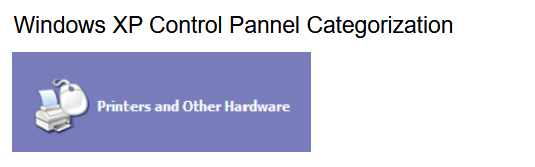 Windows XP Control Pannel Categorization
Printers and Other Hardware